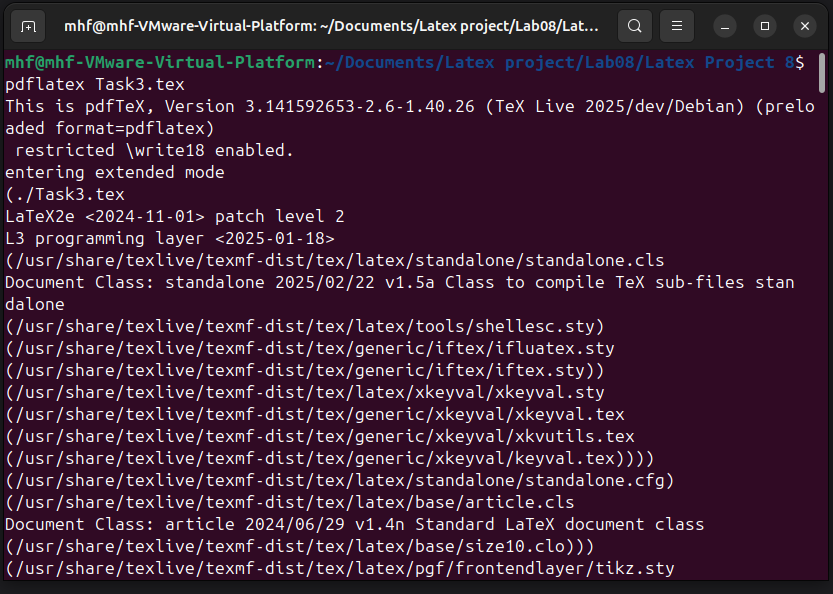 mhf@mhf-VMware-Virtual-Platform: ~/Documents/Latex project/Lab08/Lat...
mhf@mhf-VMware-Virtual-Platform:~/Documents/Latex project/Lab08/Latex Project 8$
pdflatex Task3.tex
This is pdfTeX, Version 3.141592653-2.6-1.40.26 (TeX Live 2025/dev/Debian) (prelo
aded format=pdflatex)
 restricted \write18 enabled.
entering extended mode
(./Task3.tex
LaTeX2e <2024-11-01> patch level 2
L3 programming layer <2025-01-18>
(/usr/share/texlive/texmf-dist/tex/latex/standalone/standalone.cls
Document Class: standalone 2025/02/22 v1.5a Class to compile TeX sub-files stan
dalone
(/usr/share/texlive/texmf-dist/tex/latex/tools/shellesc.sty)
(/usr/share/texlive/texmf-dist/tex/generic/iftex/ifluatex.sty
(/usr/share/texlive/texmf-dist/tex/generic/iftex/iftex.sty))
(/usr/share/texlive/texmf-dist/tex/latex/xkeyval/xkeyval.sty
(/usr/share/texlive/texmf-dist/tex/generic/xkeyval/xkeyval.tex
(/usr/share/texlive/texmf-dist/tex/generic/xkeyval/xkvutils.tex
(/usr/share/texlive/texmf-dist/tex/generic/xkeyval/keyval.tex))))
(/usr/share/texlive/texmf-dist/tex/latex/standalone/standalone.cfg)
(/usr/share/texlive/texmf-dist/tex/latex/base/article.cls
Document Class: article 2024/06/29 v1.4n Standard LaTeX document class
(/usr/share/texlive/texmf-dist/tex/latex/base/size10.clo)))
(/usr/share/texlive/texmf-dist/tex/latex/pgf/frontendlayer/tikz.sty